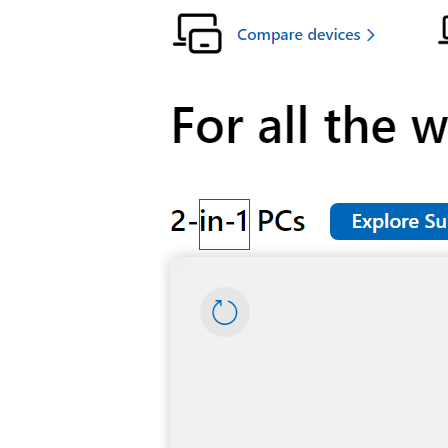 Compare devices
For all the w
2-in-1 PCs
Explore Su